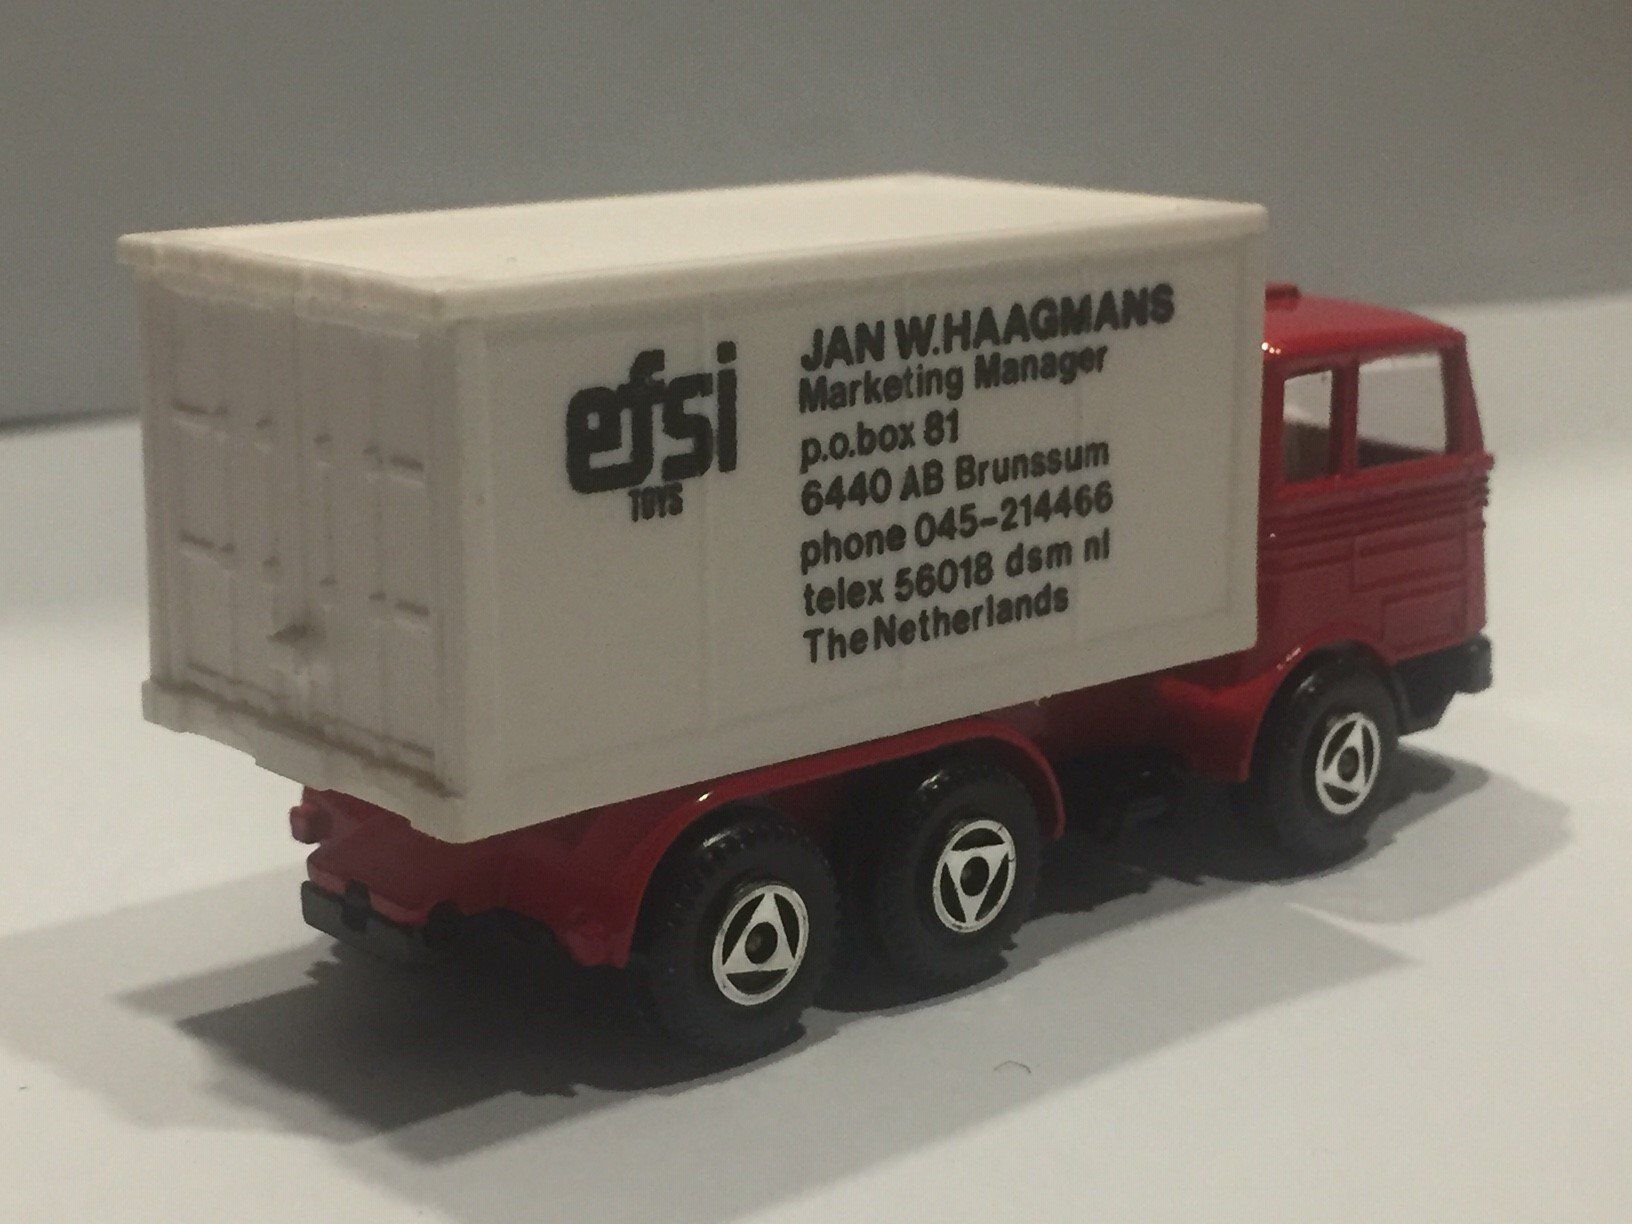 efsi
TOYS
JAN W.HAAGMANS
Marketing Manager
p.o.box 81
6440 AB Brunssum
phone 045-214466
telex 56018 dsm nl
The Netherlands